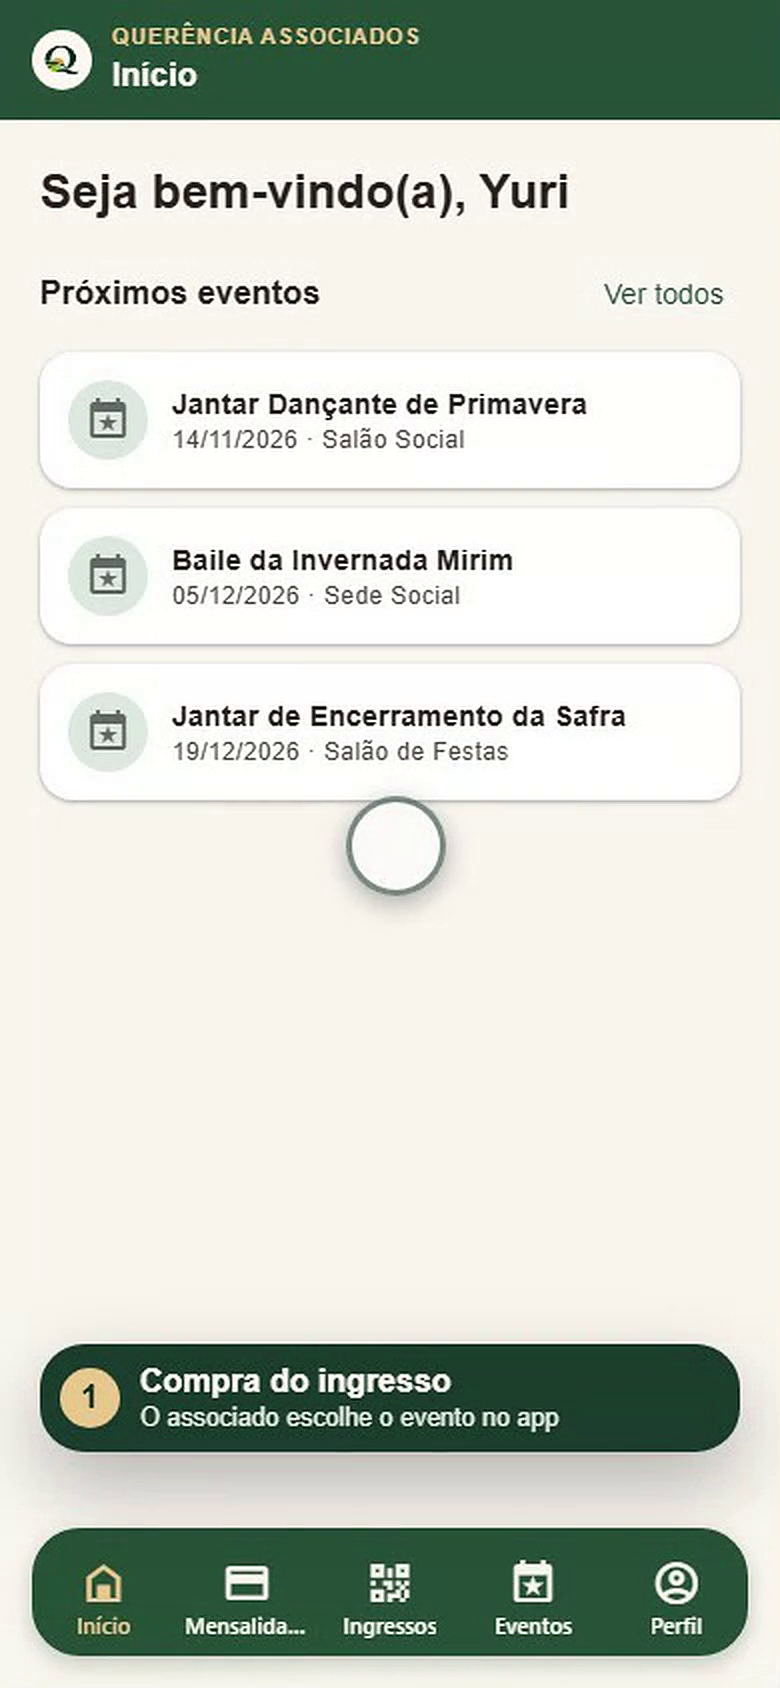 Q
QUERÊNCIA ASSOCIADOS
Início
Seja bem-vindo(a), Yuri
Próximos eventos
Ver todos
Jantar Dançante de Primavera
14/11/2026 · Salão Social
Baile da Invernada Mirim
05/12/2026 · Sede Social
Jantar de Encerramento da Safra
19/12/2026 · Salão de Festas
1
Compra do ingresso
O associado escolhe o evento no app
Início
Mensalida...
Ingressos
Eventos
Perfil